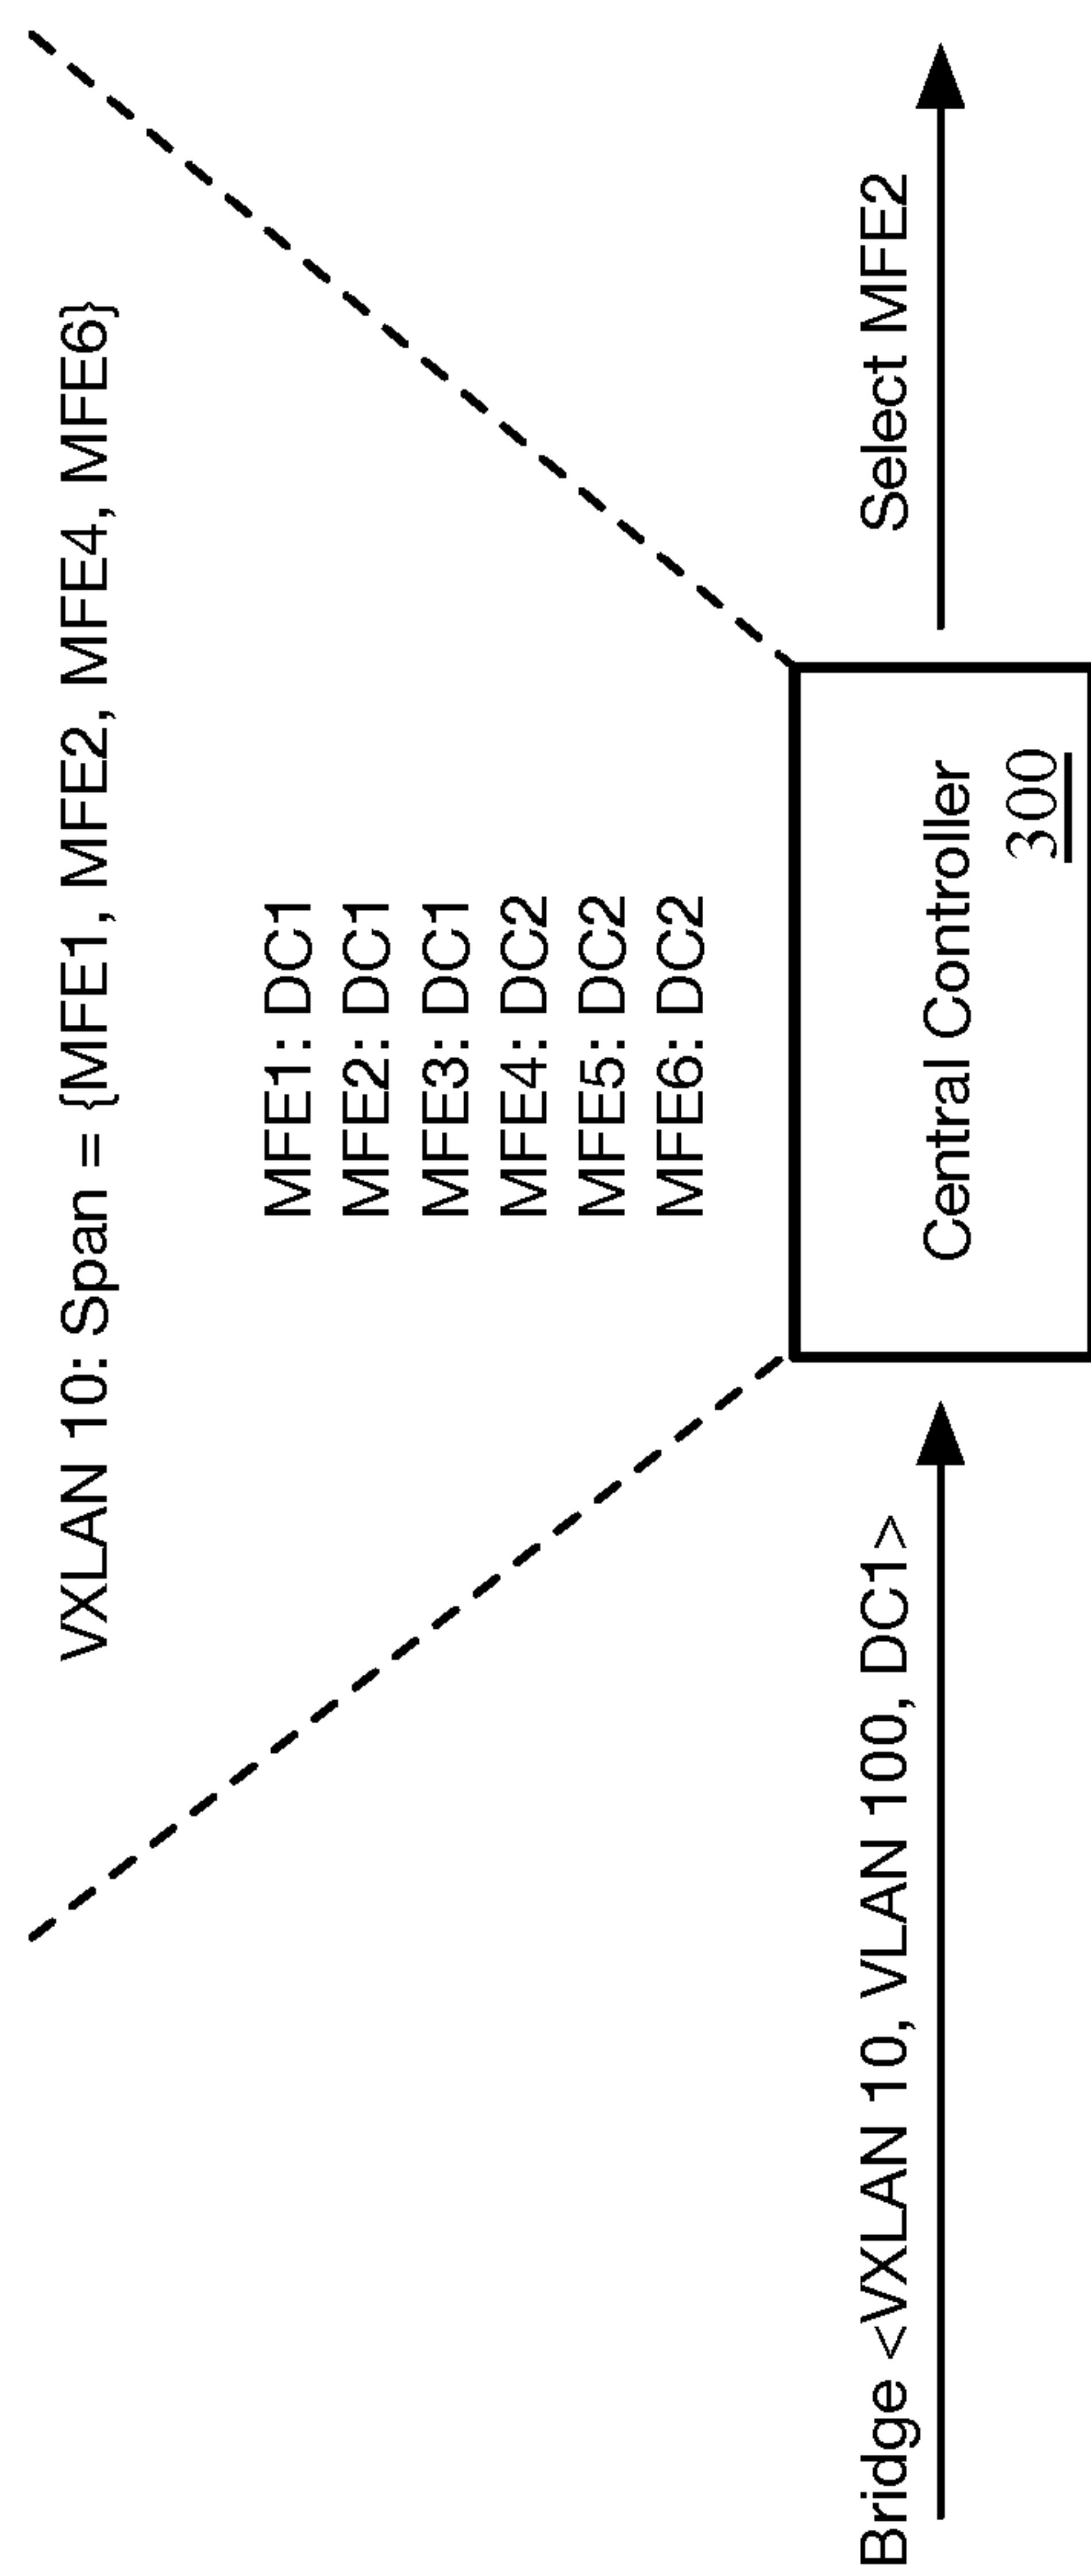 VXLAN 10: Span = {MFE1, MFE2, MFE4, MFE6}
MFE1: DC1
MFE2: DC1
MFE3: DC1
MFE4: DC2
MFE5: DC2
MFE6: DC2
Bridge <VXLAN 10, VLAN 100, DC1>
Central Controller
300
Select MFE2